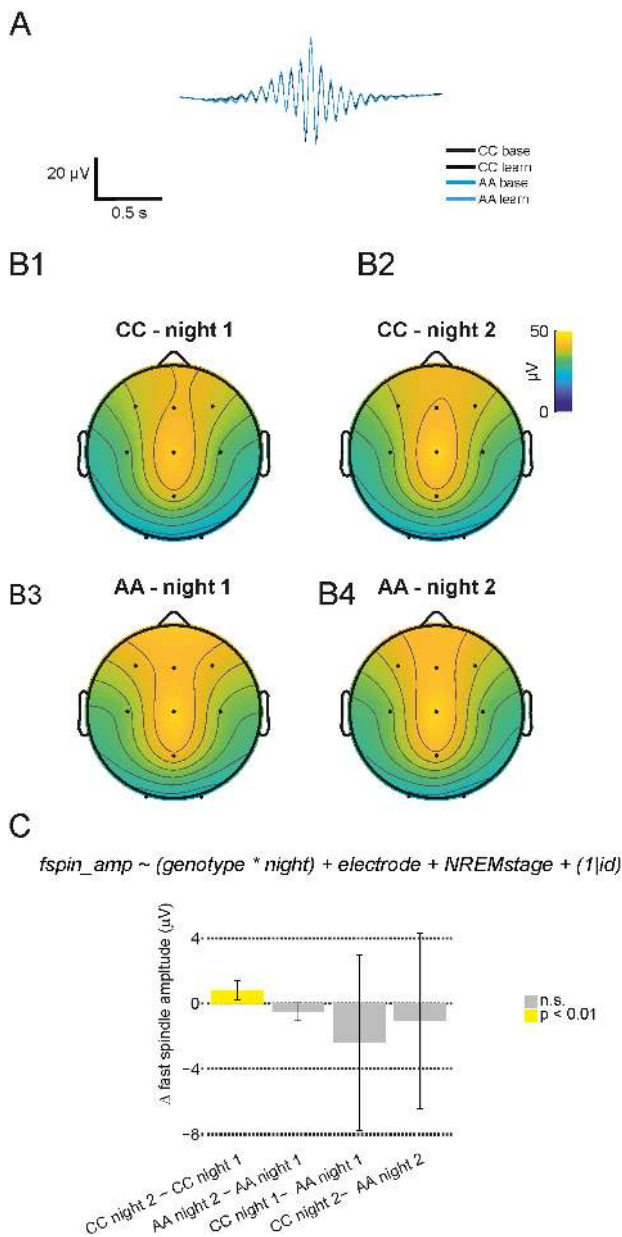 A
20 µV
0.5 s
CC base
CC learn
AA base
AA learn
B1
B2
CC - night 1
CC - night 2
50
µV
0
B3
AA - night 1
B4
AA - night 2
C
fspin_amp ~ (genotype * night) + electrode + NREMstage + (1|id)
Δ fast spindle ampltude (µV)
4
0
−4
−8
n.s.
p < 0.01
CC night 2 − CC night 1
AA night 2 − AA night 1
CC night 1− AA night 1
CC night 2− AA night 2